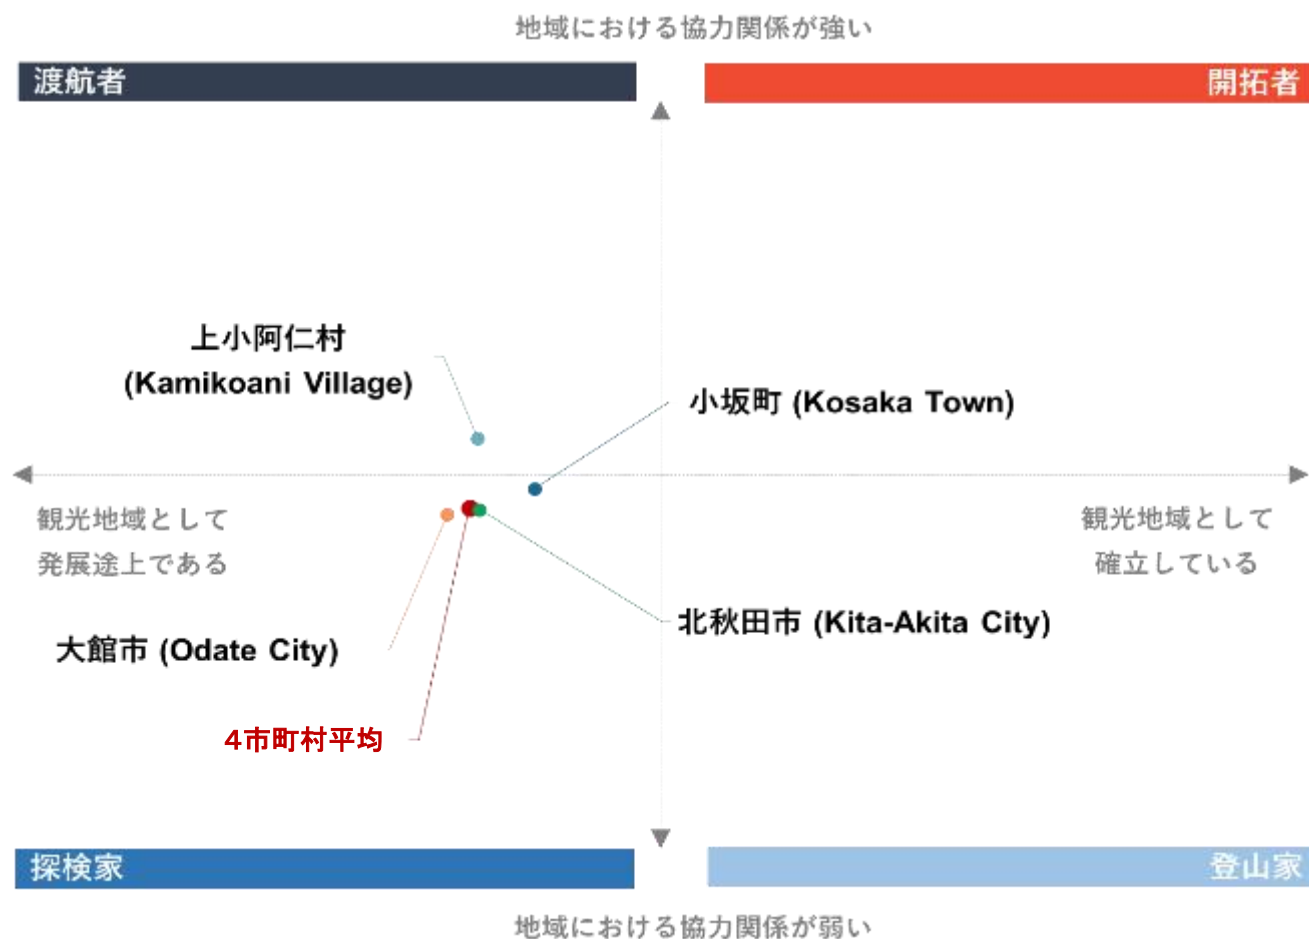 地域における協力関係が強い
渡航者
開拓者
上小阿仁村
(Kamikoani Village)
小坂町 (Kosaka Town)
観光地域として
発展途上である
観光地域として
確立している
北秋田市 (Kita-Akita City)
大館市 (Odate City)
4市町村平均
探検家
登山家
地域における協力関係が弱い